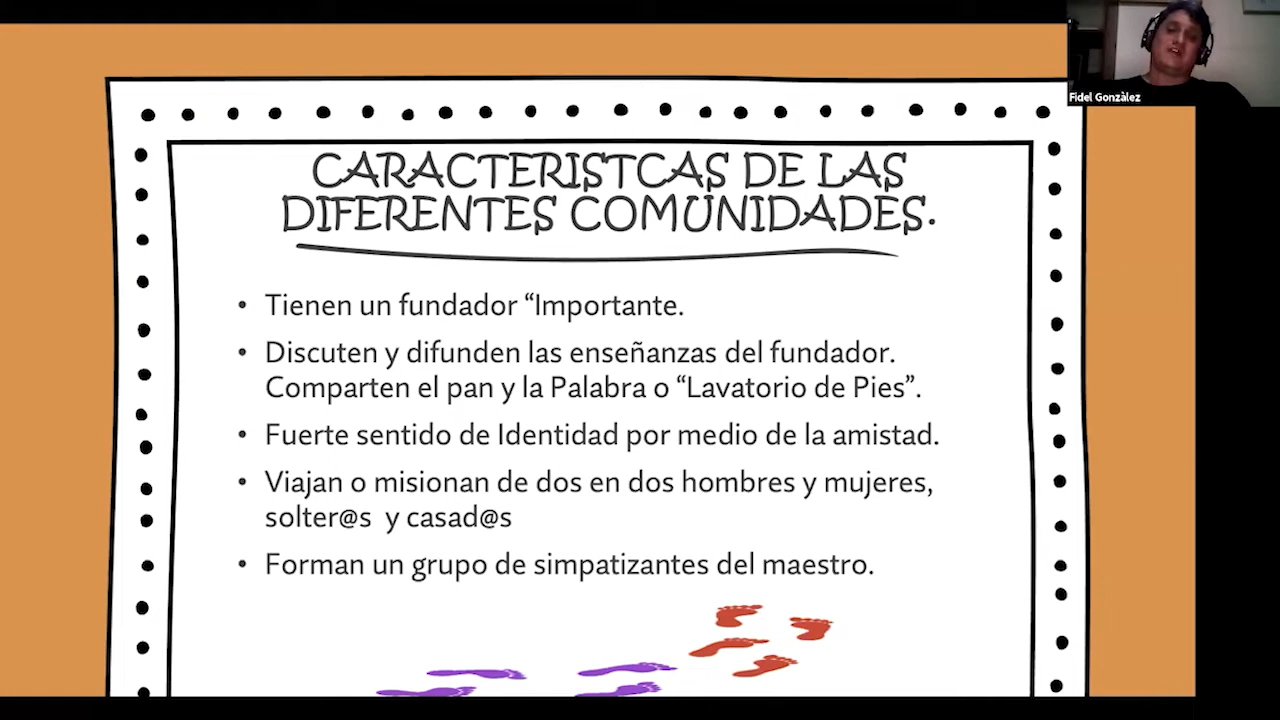 Fidel Gonzàlez
CARACTERISTCAS DE LAS
DIFERENTES COMUNIDADES.
• Tienen un fundador “Importante.
• Discuten y difunden las enseñanzas del fundador.
Comparten el pan y la Palabra o “Lavatorio de Pies”.
• Fuerte sentido de Identidad por medio de la amistad.
• Viajan o misionan de dos en dos hombres y mujeres,
solter@s y casad@s
• Forman un grupo de simpatizantes del maestro.